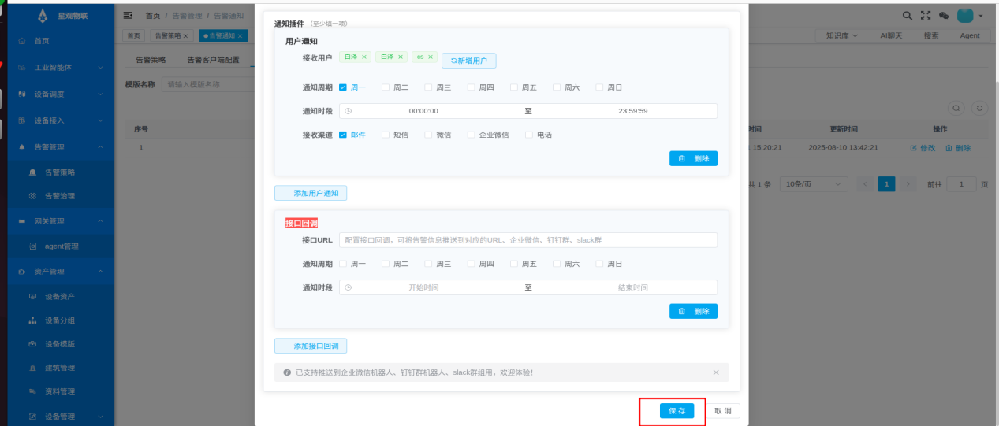 星观物联
首页 / 告警管理 / 告警通知
首页 告警策略 × 告警通知 ×
知识库 AI聊天 搜索 Agent
首页
工业智能体
设备调度
设备接入
告警管理
告警策略
告警治理
网关管理
agent管理
资产管理
设备资产
设备分组
设备模版
建筑管理
资料管理
设备管理
告警策略 告警客户端配置
模版名称 请输入模版名称
序号
1
通知插件 (至少填一项)
用户通知
接收用户 白泽 × 白泽 × cs × 新增用户
通知周期 周一 周二 周三 周四 周五 周六 周日
通知时段 00:00:00 至 23:59:59
接收渠道 邮件 短信 微信 企业微信 电话
删除
添加用户通知
接口回调
接口URL 配置接口回调，可将告警信息推送到对应的URL、企业微信、钉钉群、slack群
通知周期 周一 周二 周三 周四 周五 周六 周日
通知时段 开始时间 至 结束时间
删除
添加接口回调
已支持推送到企业微信机器人、钉钉群机器人、slack群组用，欢迎体验!
保存 取消
时间 更新时间 操作
15:20:21 2025-08-10 13:42:21 修改 删除
共 1 条 10条/页 1 前往 1 页